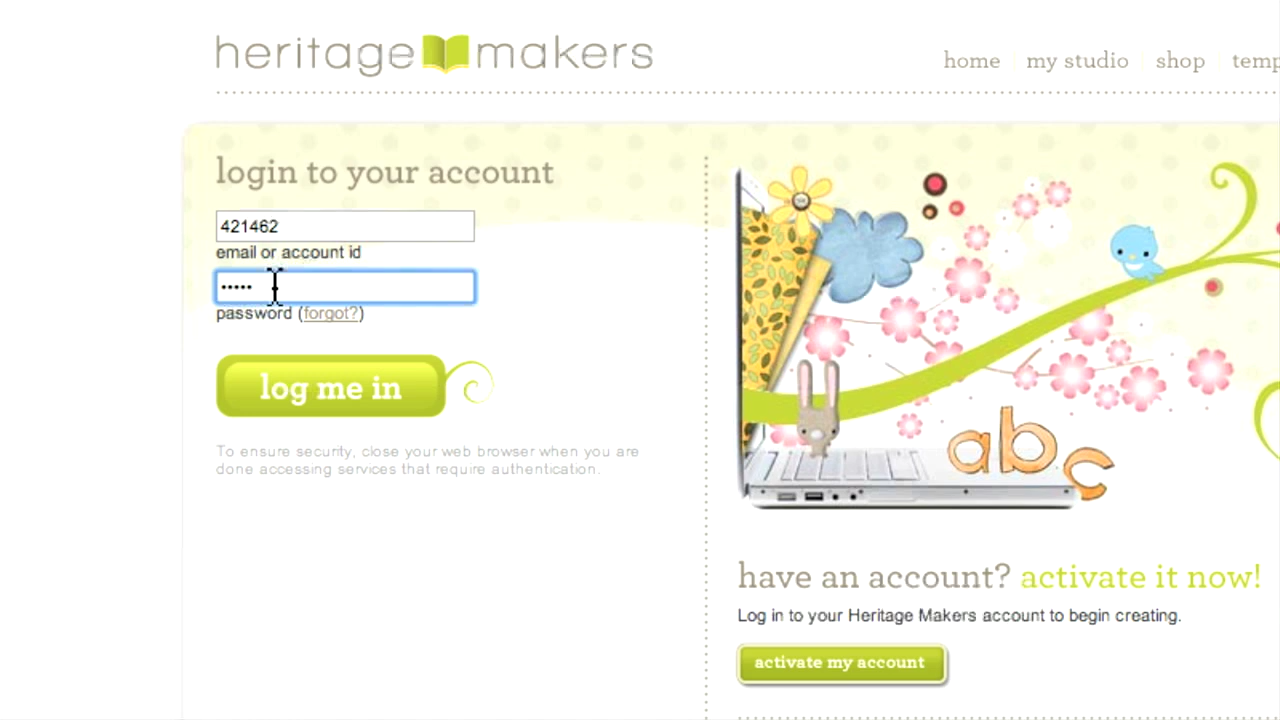 heritage makers
home my studio shop temp
login to your account
421462
email or account id
•••••
password (forgot?)
log me in
To ensure security, close your web browser when you are
done accessing services that require authentication.
abc
have an account? activate it now!
Log in to your Heritage Makers account to begin creating.
activate my account